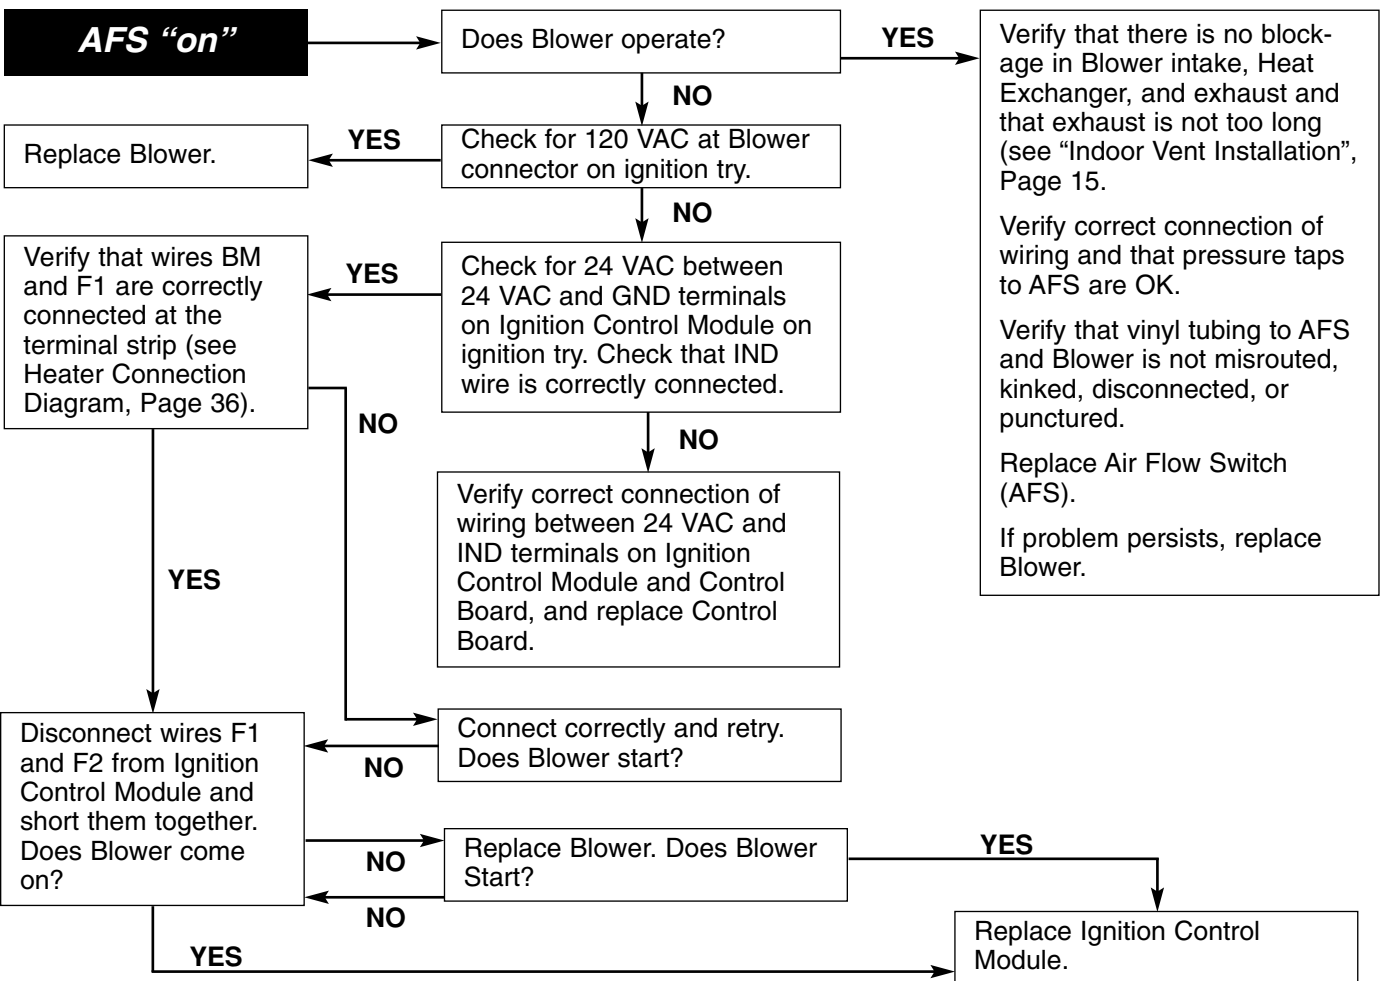 AFS “on”
Does Blower operate?
YES
Verify that there is no block-
age in Blower intake, Heat
Exchanger, and exhaust and
that exhaust is not too long
(see “Indoor Vent Installation”,
Page 15.
Verify correct connection of
wiring and that pressure taps
to AFS are OK.
Verify that vinyl tubing to AFS
and Blower is not misrouted,
kinked, disconnected, or
punctured.
Replace Air Flow Switch
(AFS).
If problem persists, replace
Blower.
NO
Replace Blower.
YES
Check for 120 VAC at Blower
connector on ignition try.
NO
Verify that wires BM
and F1 are correctly
connected at the
terminal strip (see
Heater Connection
Diagram, Page 36).
YES
Check for 24 VAC between
24 VAC and GND terminals
on Ignition Control Module on
ignition try. Check that IND
wire is correctly connected.
NO
NO
Verify correct connection of
wiring between 24 VAC and
IND terminals on Ignition
Control Module and Control
Board, and replace Control
Board.
YES
Disconnect wires F1
and F2 from Ignition
Control Module and
short them together.
Does Blower come
on?
Connect correctly and retry.
Does Blower start?
NO
NO
Replace Blower. Does Blower
Start?
YES
NO
YES
Replace Ignition Control
Module.